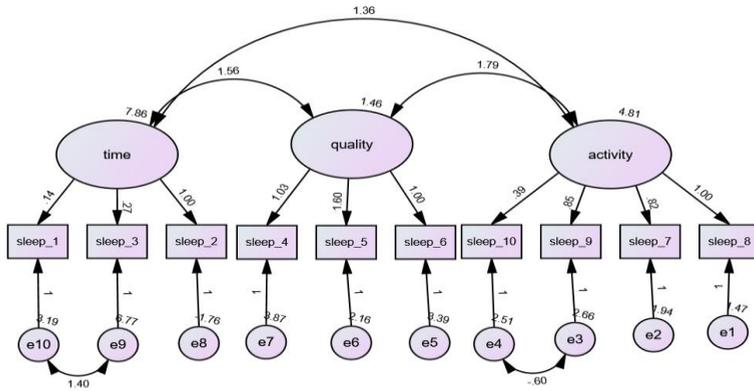 1.36
1.56
1.79
7.86
1.46
4.81
time
quality
activity
.14
.27
1.00
1.03
1.60
1.00
.39
.85
.82
1.00
sleep_1
sleep_3
sleep_2
sleep_4
sleep_5
sleep_6
sleep_10
sleep_9
sleep_7
sleep_8
1
1
1
1
1
1
1
1
1
1
3.19
6.77
-1.76
3.87
2.16
3.39
2.51
2.66
1.94
1.47
e10
e9
e8
e7
e6
e5
e4
e3
e2
e1
1.40
-.60